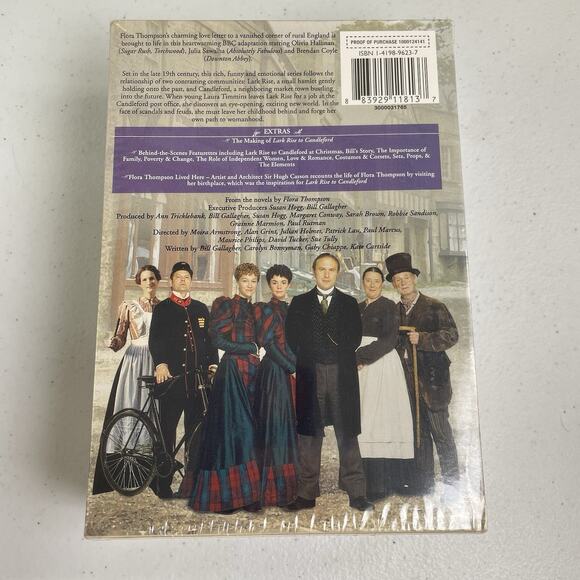 Flora Thompson's charming love letter to a vanished corner of rural England is
brought to life in this heartwarming BBC adaptation starring Olivia Hallinan,
Sugar Rush, Torchwood), Julia Sawalha (Absolutely Fabulous) and Brendan Coyle
(Downton Abbey).
Set in the late 19th century, this rich, funny and emotional series follows the
relationship of two contrasting communities: Lark Rise, a small hamlet gently
holding onto the past, and Candleford, a neighboring market town bustling
into the future. When young Laura Timmins leaves Lark Rise for a job at the
Candleford post office, she discovers an eye-opening, exciting new world. In the
face of scandals and feuds, she must leave her childhood behind and forge her
own path to womanhood.
PROOF OF PURCHASE 1000124141
ISBN 1-4198-9623-7
8 83929 11813 7
3000031765
EXTRAS
The Making of Lark Rise to Candleford
Behind-the-Scenes Featurettes including Lark Rise to Candleford at Christmas, Bill's Story, The Importance of
Family, Poverty & Change, The Role of Independent Women, Love & Romance, Costumes & Corsets, Sets, Props, &
The Elements
Flora Thompson Lived Here – Artist and Architect Sir Hugh Casson recounts the life of Flora Thompson by visiting
her birthplace, which was the inspiration for Lark Rise to Candleford
From the novels by Flora Thompson
Executive Producers Susan Hogg, Bill Gallagher
Produced by Ann Tricklebank, Bill Gallagher, Susan Hogg, Margaret Conway, Sarah Brown, Robbie Sandison,
Grainne Marmion, Paul Rutman
Directed by Moira Armstrong, Alan Grint, Julian Holmes, Patrick Lau, Paul Marcus,
Maurice Philips, David Tucker, Sue Tully
Written by Bill Gallagher, Carolyn Bonnyman, Gaby Chiappe, Kate Cartside